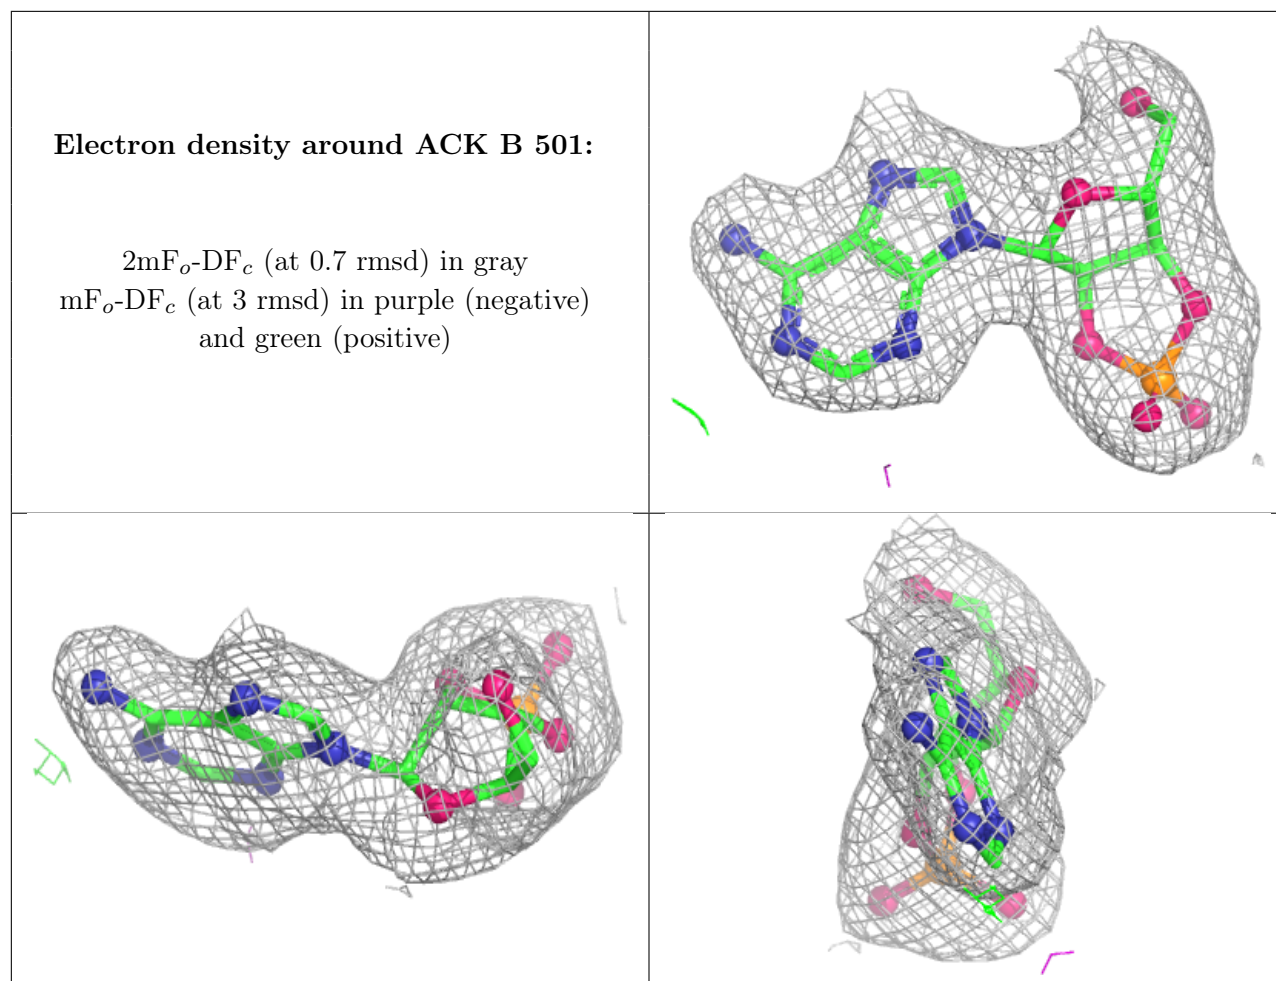 Electron density around ACK B 501:
2mFo-DFc (at 0.7 rmsd) in gray
mFo-DFc (at 3 rmsd) in purple (negative)
and green (positive)